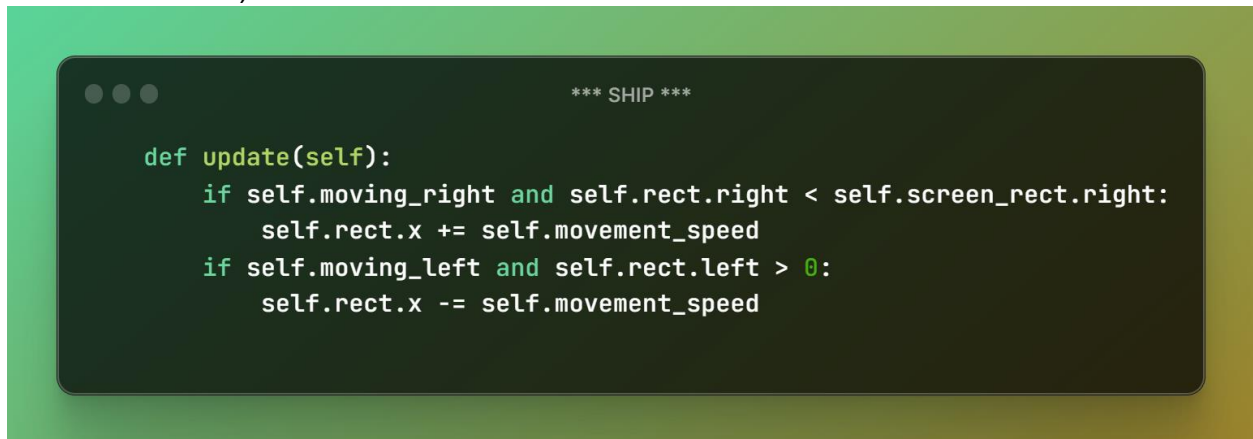 *** SHIP ***
def update(self):
if self.moving_right and self.rect.right < self.screen_rect.right:
self.rect.x += self.movement_speed
if self.moving_left and self.rect.left > 0:
self.rect.x -= self.movement_speed